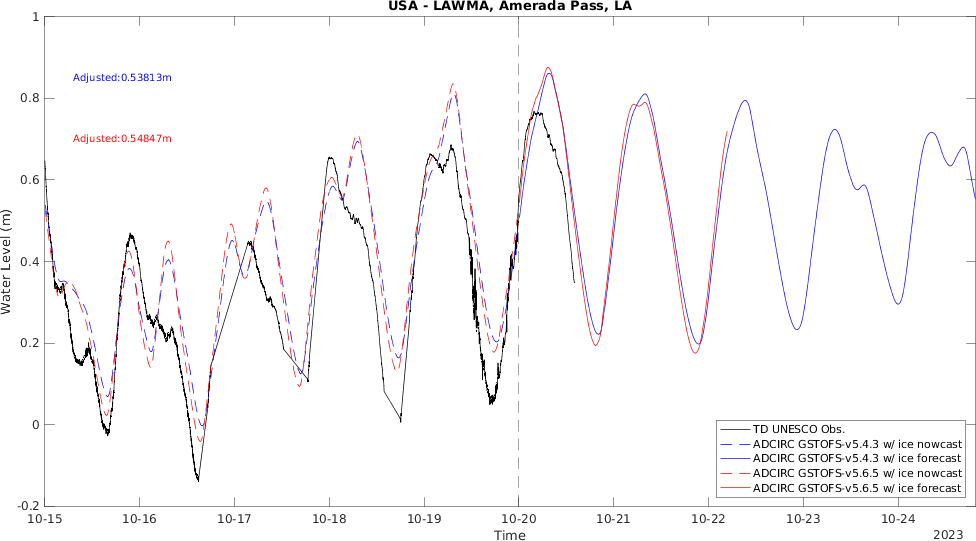 USA - LAWMA, Amerada Pass, LA
1
0.8
0.6
0.4
0.2
0
-0.2
Water Level (m)
Adjusted:0.53813m
Adjusted:0.54847m
TD UNESCO Obs.
ADCIRC GSTOFS-v5.4.3 w/ ice nowcast
ADCIRC GSTOFS-v5.4.3 w/ ice forecast
ADCIRC GSTOFS-v5.6.5 w/ ice nowcast
ADCIRC GSTOFS-v5.6.5 w/ ice forecast
10-15 10-16 10-17 10-18 10-19 10-20 10-21 10-22 10-23 10-24
Time
2023